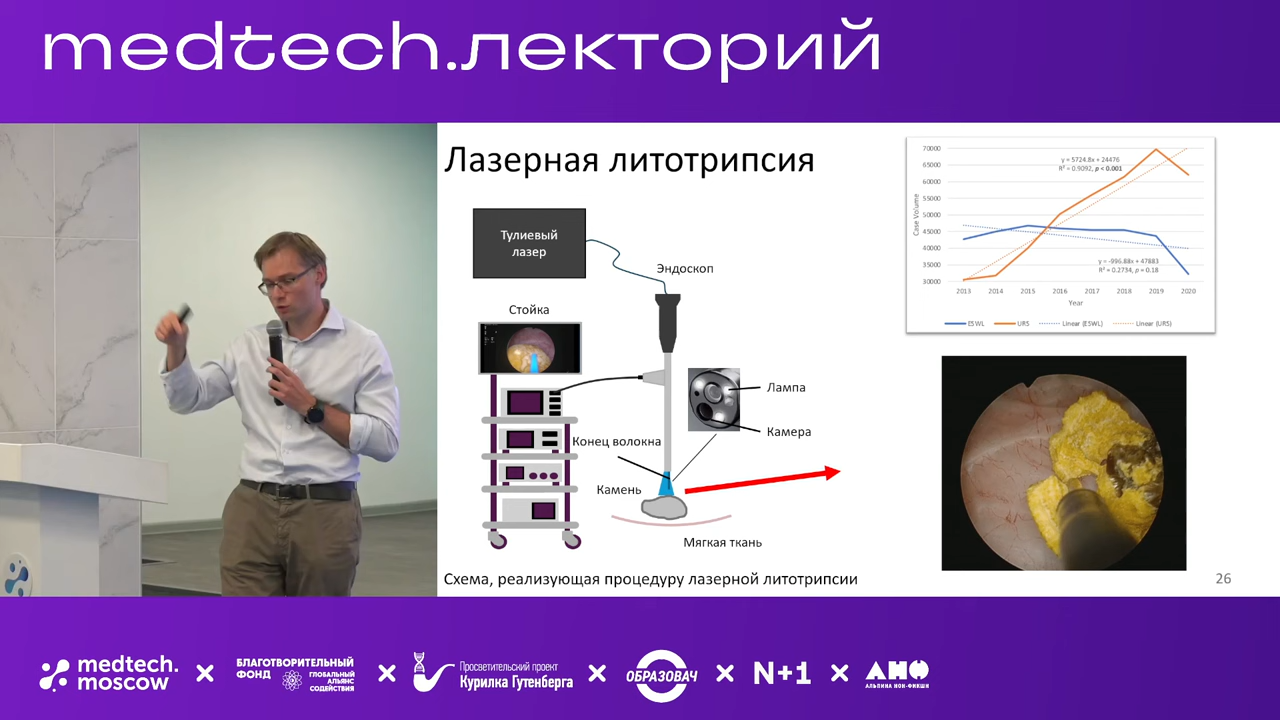 medtech.лекторий
Лазерная литотрипсия
Тулиевый
лазер
Эндоскоп
Стойка
Лампа
Камера
Конец волокна
Камень
Мягкая ткань
Схема, реализующая процедуру лазерной литотрипсии
70000
65000
60000
55000
50000
45000
40000
35000
30000
Case Volume
y = 5724.8x + 24476
R² = 0.9092, p < 0.001
y = -996.88x + 47883
R² = 0.2734, p = 0.18
2013 2014 2015 2016 2017 2018 2019 2020
Year
ESWL URS Linear (ESWL) Linear (URS)
26
medtech.
moscow
×
БЛАГОТВОРИТЕЛЬНЫЙ
ФОНД
ГЛОБАЛЬНЫЙ
АЛЬЯНС
СОДЕЙСТВИЯ
×
Просветительский проект
Курилка Гутенберга
×
ОБРАЗОВАЧ
×
N+1
×
АНФ
АЛЬПИНА НОН-ФИКШН